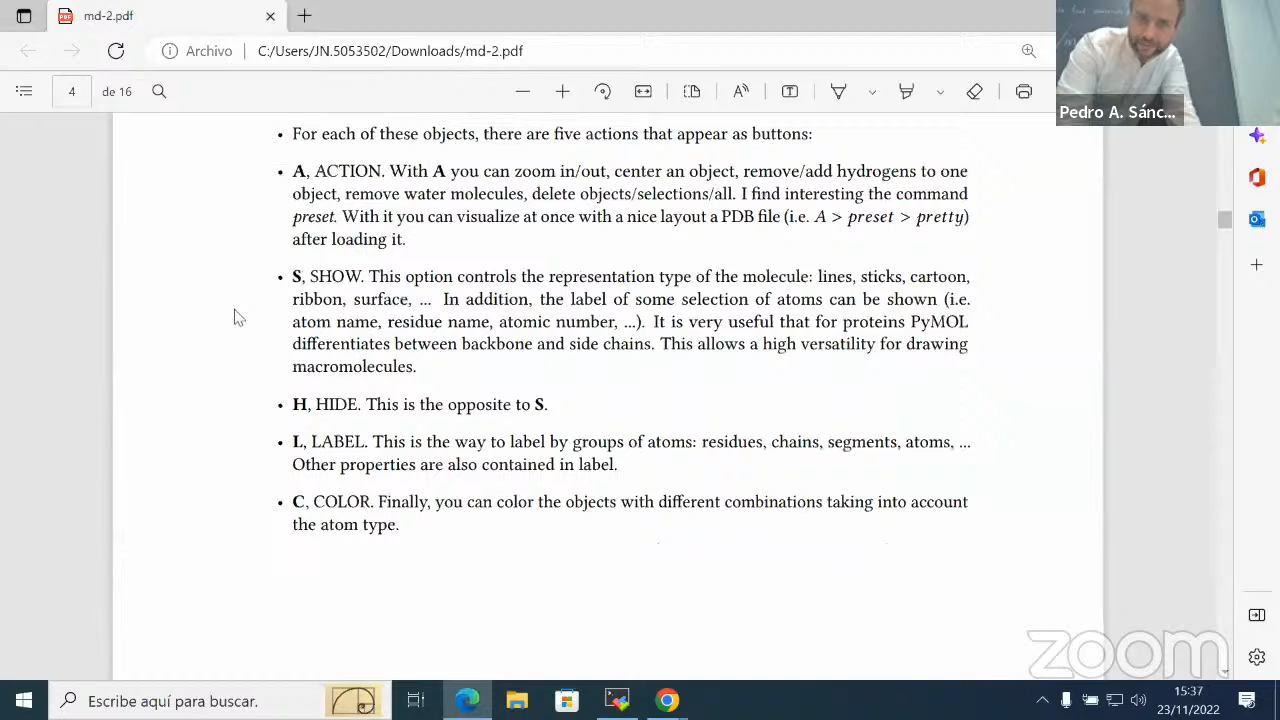 md-2.pdf
Archivo
C:/Users/JN.5053502/Downloads/md-2.pdf
4 de 16
Pedro A. Sánc...
• For each of these objects, there are five actions that appear as buttons:
• A, ACTION. With A you can zoom in/out, center an object, remove/add hydrogens to one
object, remove water molecules, delete objects/selections/all. I find interesting the command
preset. With it you can visualize at once with a nice layout a PDB file (i.e. A > preset > pretty)
after loading it.
• S, SHOW. This option controls the representation type of the molecule: lines, sticks, cartoon,
ribbon, surface, ... In addition, the label of some selection of atoms can be shown (i.e.
atom name, residue name, atomic number, ...). It is very useful that for proteins PyMOL
differentiates between backbone and side chains. This allows a high versatility for drawing
macromolecules.
• H, HIDE. This is the opposite to S.
• L, LABEL. This is the way to label by groups of atoms: residues, chains, segments, atoms, ...
Other properties are also contained in label.
• C, COLOR. Finally, you can color the objects with different combinations taking into account
the atom type.
zoom
Escribe aquí para buscar.
15:37
23/11/2022